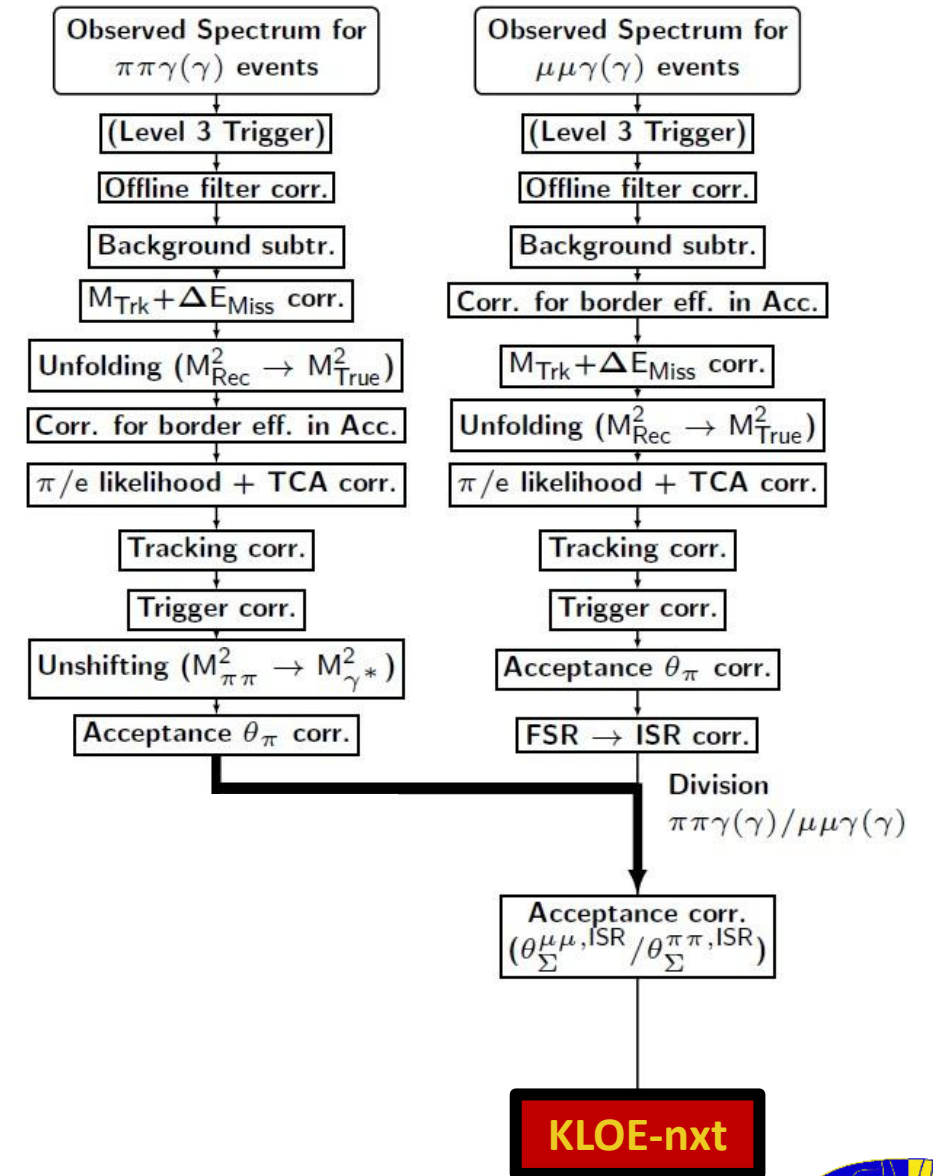 Observed Spectrum for
ππγ(γ) events
(Level 3 Trigger)
Offline filter corr.
Background subtr.
M_Trk+ΔE_Miss corr.
Unfolding (M²_Rec → M²_True)
Corr. for border eff. in Acc.
π/e likelihood + TCA corr.
Tracking corr.
Trigger corr.
Unshifting (M²_ππ → M²_γ*)
Acceptance θ_π corr.
Observed Spectrum for
μμγ(γ) events
(Level 3 Trigger)
Offline filter corr.
Background subtr.
Corr. for border eff. in Acc.
M_Trk+ΔE_Miss corr.
Unfolding (M²_Rec → M²_True)
π/e likelihood + TCA corr.
Tracking corr.
Trigger corr.
Acceptance θ_π corr.
FSR → ISR corr.
Division
ππγ(γ)/μμγ(γ)
Acceptance corr.
(θ_Σ^μμ,ISR/θ_Σ^ππ,ISR)
KLOE-nxt